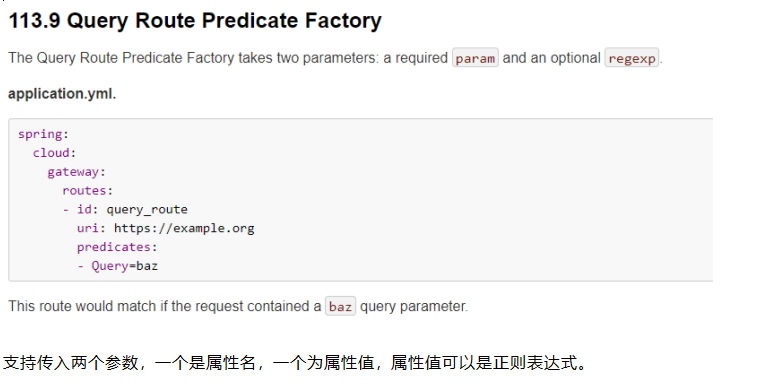 113.9 Query Route Predicate Factory
The Query Route Predicate Factory takes two parameters: a required param and an optional regexp.
application.yml.
spring:
  cloud:
    gateway:
      routes:
      - id: query_route
        uri: https://example.org
        predicates:
        - Query=baz
This route would match if the request contained a baz query parameter.
支持传入两个参数，一个是属性名，一个为属性值，属性值可以是正则表达式。